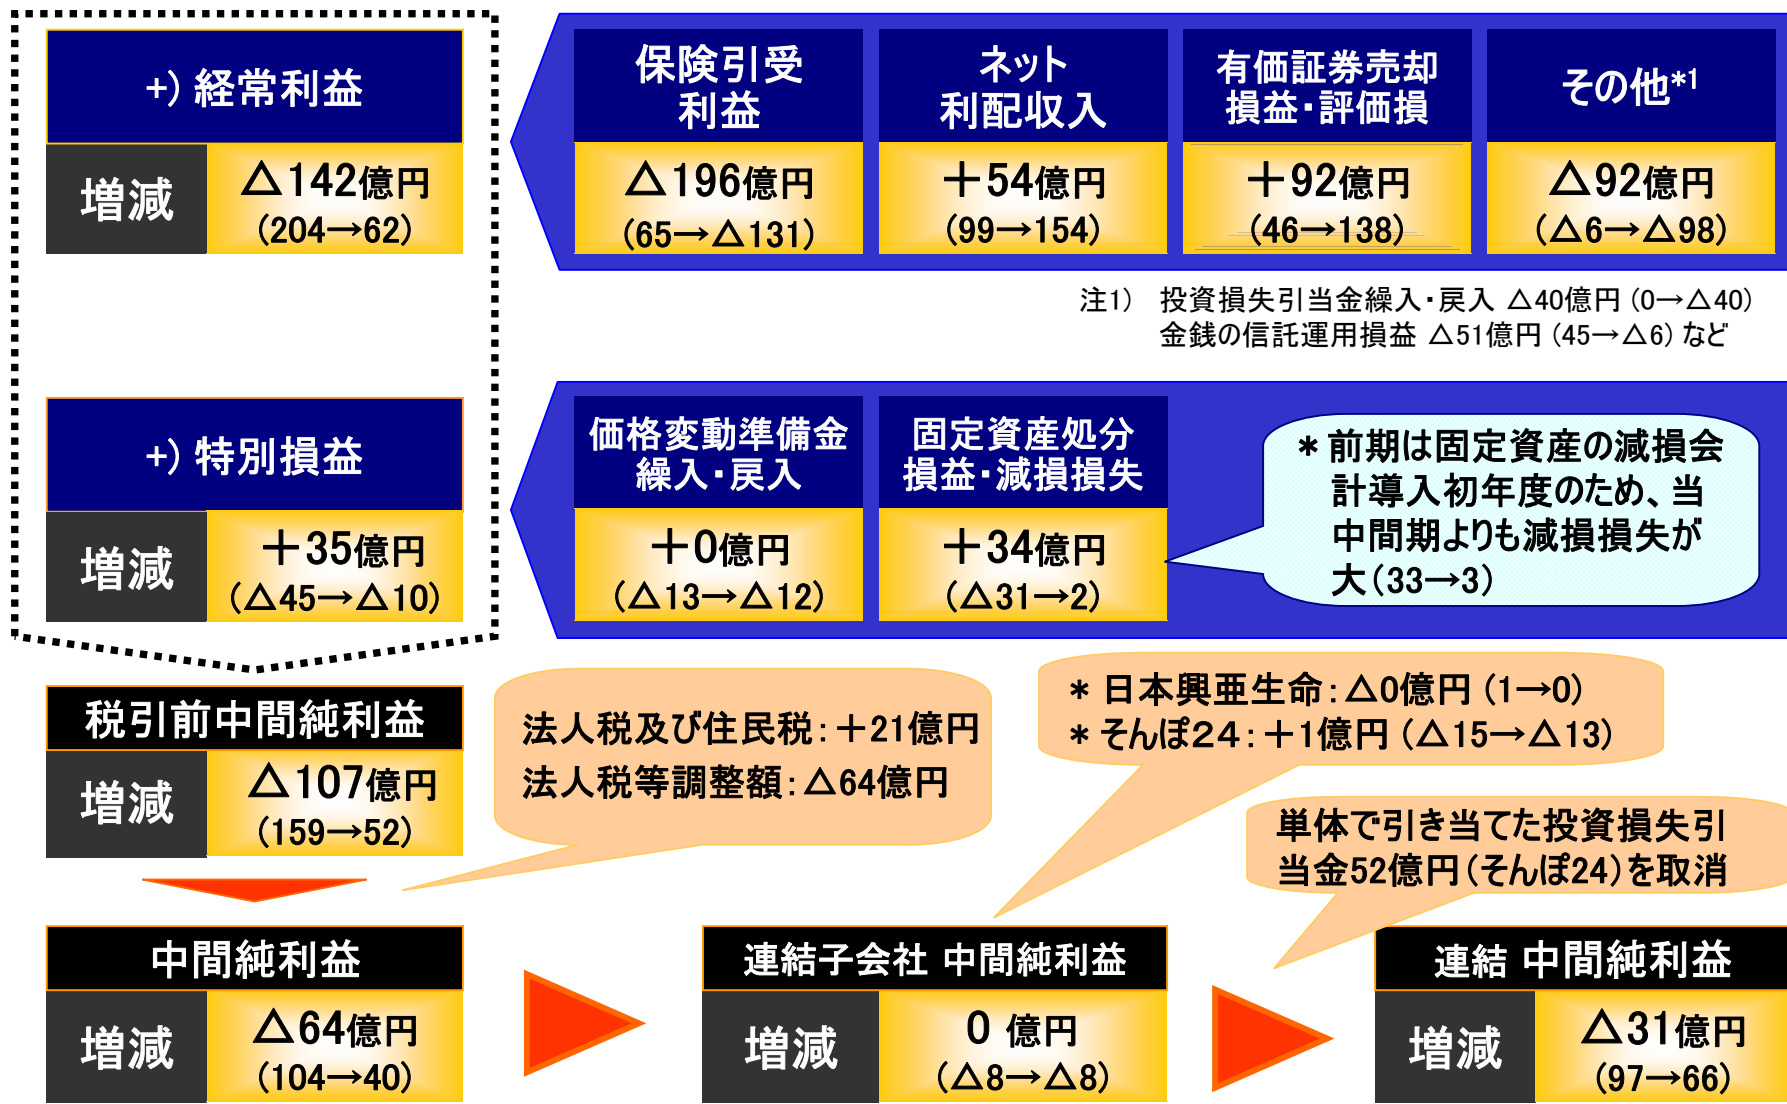 +) 経常利益
増減
△142億円
(204→62)
保険引受
利益
△196億円
(65→△131)
ネット
利配収入
＋54億円
(99→154)
有価証券売却
損益・評価損
＋92億円
(46→138)
その他*1
△92億円
(△6→△98)
注1) 投資損失引当金繰入・戻入 △40億円 (0→△40)
金銭の信託運用損益 △51億円 (45→△6) など
+) 特別損益
増減
＋35億円
(△45→△10)
価格変動準備金
繰入・戻入
＋0億円
(△13→△12)
固定資産処分
損益・減損損失
＋34億円
(△31→2)
＊前期は固定資産の減損会
計導入初年度のため、当
中間期よりも減損損失が
大(33→3)
税引前中間純利益
増減
△107億円
(159→52)
法人税及び住民税：＋21億円
法人税等調整額：△64億円
＊ 日本興亜生命：△0億円 (1→0)
＊ そんぽ２４：＋1億円 (△15→△13)
単体で引き当てた投資損失引
当金52億円(そんぽ24)を取消
中間純利益
増減
△64億円
(104→40)
連結子会社 中間純利益
増減
0 億円
(△8→△8)
連結 中間純利益
増減
△31億円
(97→66)